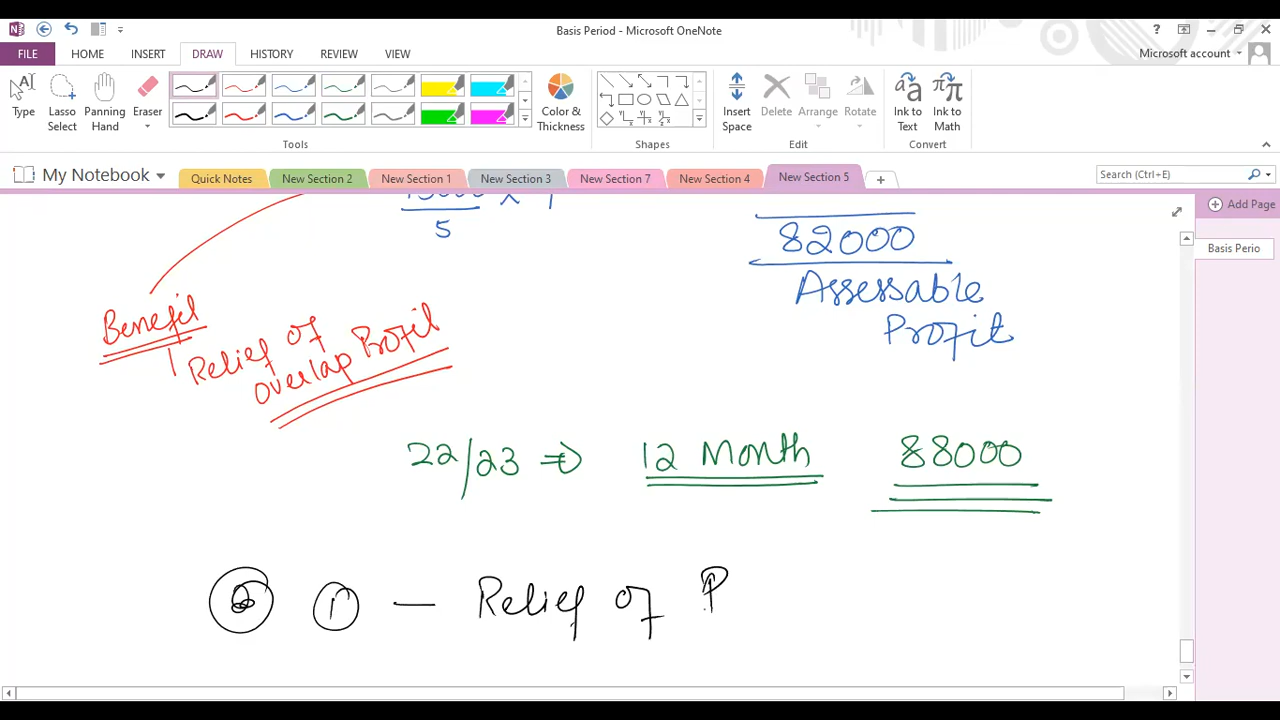 Basis Period - Microsoft OneNote
FILE HOME INSERT DRAW HISTORY REVIEW VIEW Microsoft account
Type Lasso Select Panning Hand Eraser Color & Thickness Insert Space Delete Arrange Rotate Ink to Text Ink to Math
Tools Shapes Edit Convert
My Notebook Quick Notes New Section 2 New Section 1 New Section 3 New Section 7 New Section 4 New Section 5 Search (Ctrl+E)
Add Page
Basis Perio
5
82000
Assessable
Profit
Benefit
Relief of
overlap Profit
22/23 ⇒ 12 Month 88000
1 — Relief of P